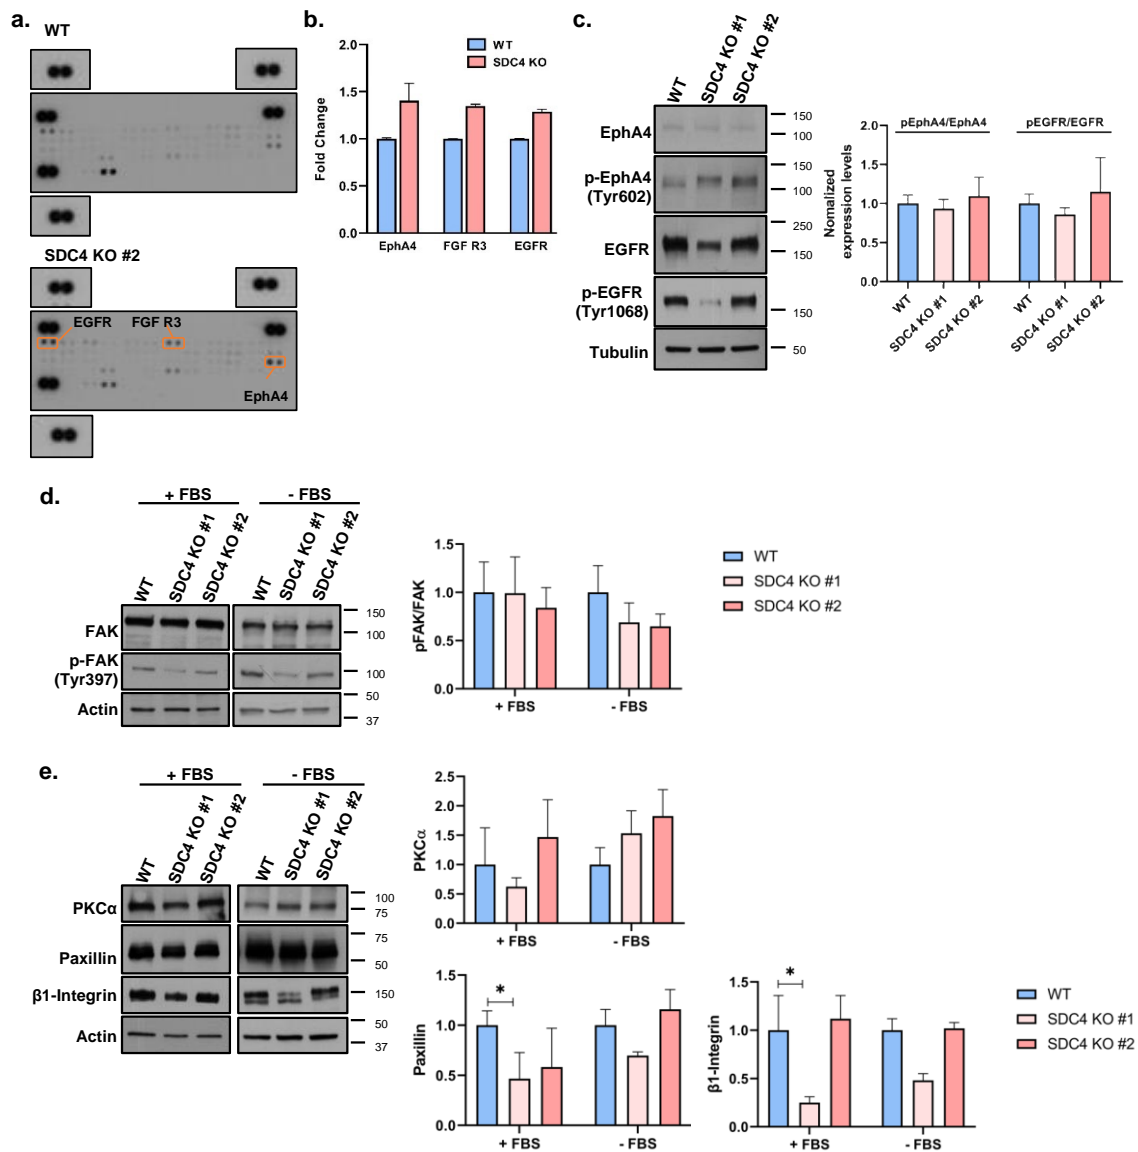 a.
WT
SDC4 KO #2
EGFR
FGF R3
EphA4
b.
WT
SDC4 KO
Fold Change
2.0
1.5
1.0
0.5
0.0
EphA4 FGF R3 EGFR
c.
WT
SDC4 KO #1
SDC4 KO #2
EphA4
150
100
p-EphA4
(Tyr602)
150
100
EGFR
250
150
p-EGFR
(Tyr1068)
150
Tubulin
50
pEphA4/EphA4 pEGFR/EGFR
Nomalized
expression levels
2.0
1.5
1.0
0.5
0.0
WT
SDC4 KO #1
SDC4 KO #2
WT
SDC4 KO #1
SDC4 KO #2
d.
+ FBS - FBS
WT
SDC4 KO #1
SDC4 KO #2
WT
SDC4 KO #1
SDC4 KO #2
FAK
150
100
p-FAK
(Tyr397)
100
Actin
50
37
pFAK/FAK
1.5
1.0
0.5
0.0
+ FBS - FBS
WT
SDC4 KO #1
SDC4 KO #2
e.
+ FBS - FBS
WT
SDC4 KO #1
SDC4 KO #2
WT
SDC4 KO #1
SDC4 KO #2
PKCα
100
75
Paxillin
75
50
β1-Integrin
150
Actin
50
37
PKCα
2.5
2.0
1.5
1.0
0.5
0.0
+ FBS - FBS
Paxillin
1.5
1.0
0.5
0.0
*
+ FBS - FBS
β1-Integrin
1.5
1.0
0.5
0.0
*
+ FBS - FBS
WT
SDC4 KO #1
SDC4 KO #2